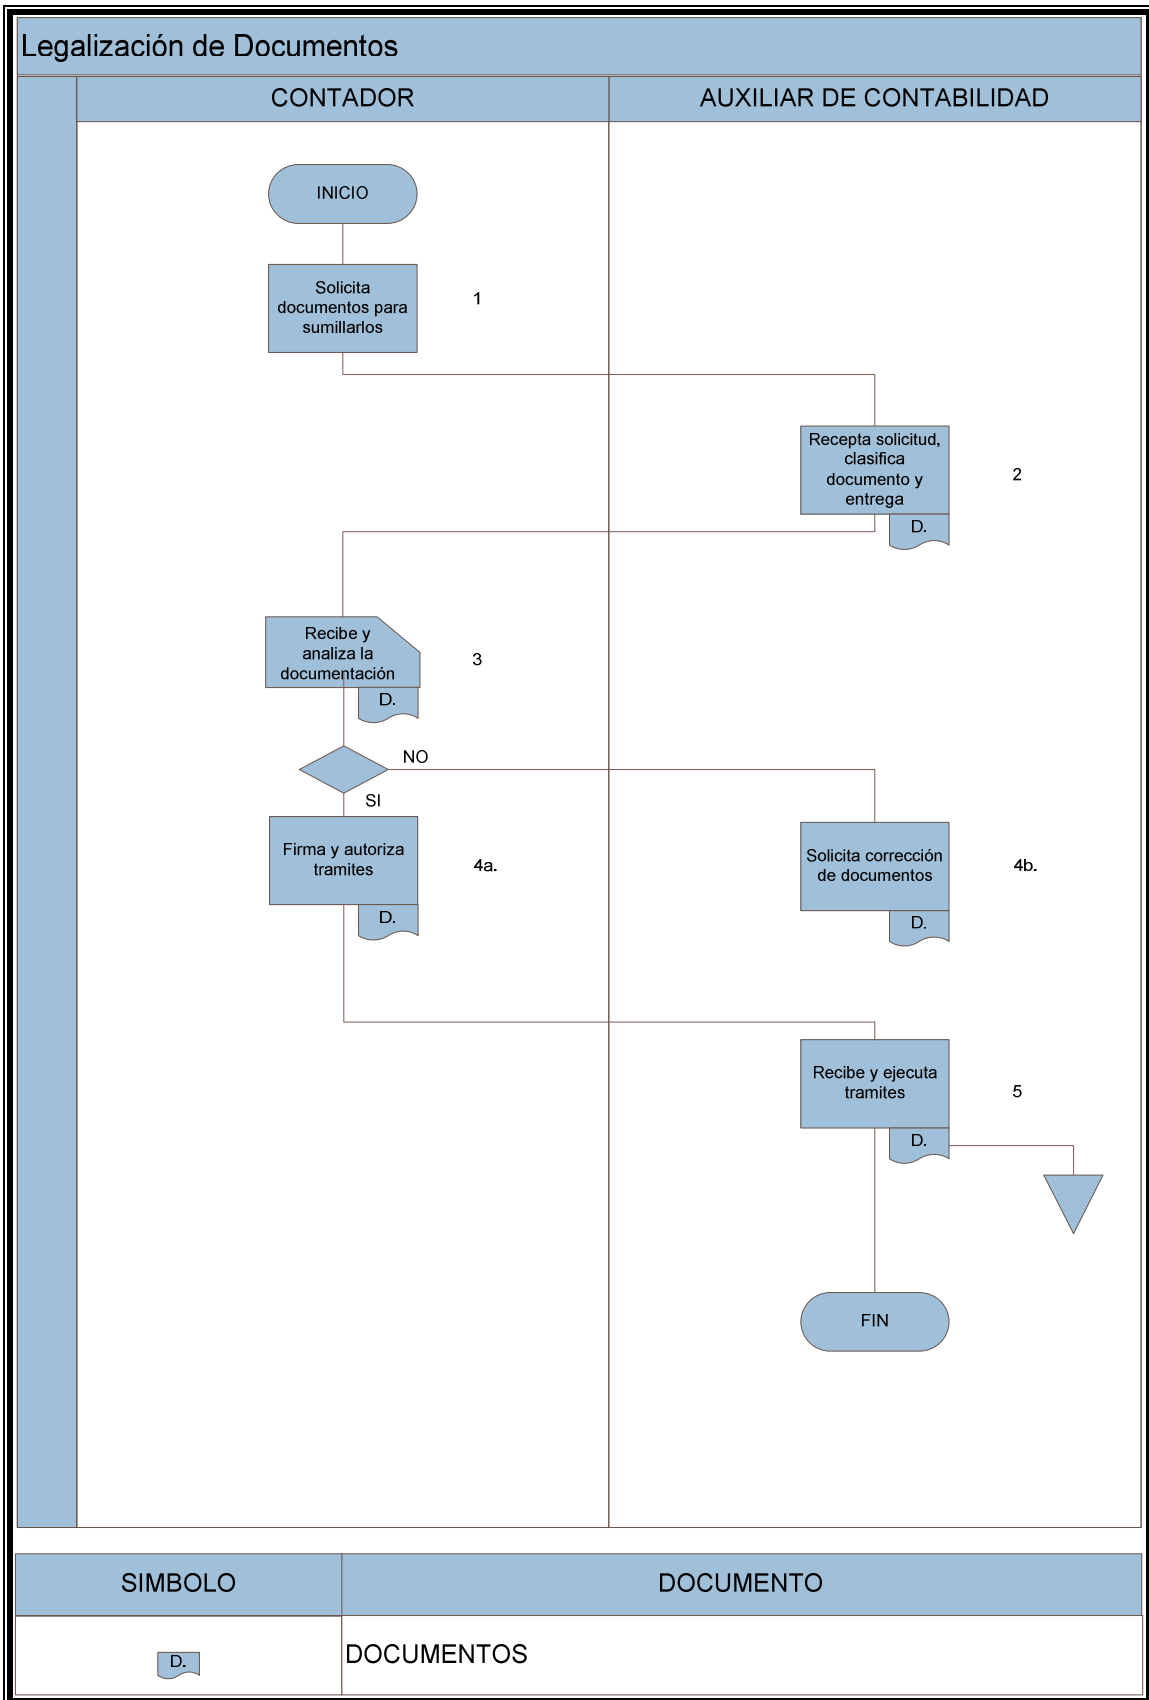 Legalización de Documentos
CONTADOR
AUXILIAR DE CONTABILIDAD
INICIO
Solicita
documentos para
sumillarlos
1
Recepta solicitud,
clasifica
documento y
entrega
2
D.
Recibe y
analiza la
documentación
3
D.
NO
SI
Firma y autoriza
tramites
4a.
D.
Solicita corrección
de documentos
4b.
D.
Recibe y ejecuta
tramites
5
D.
FIN
SIMBOLO
DOCUMENTO
D.
DOCUMENTOS